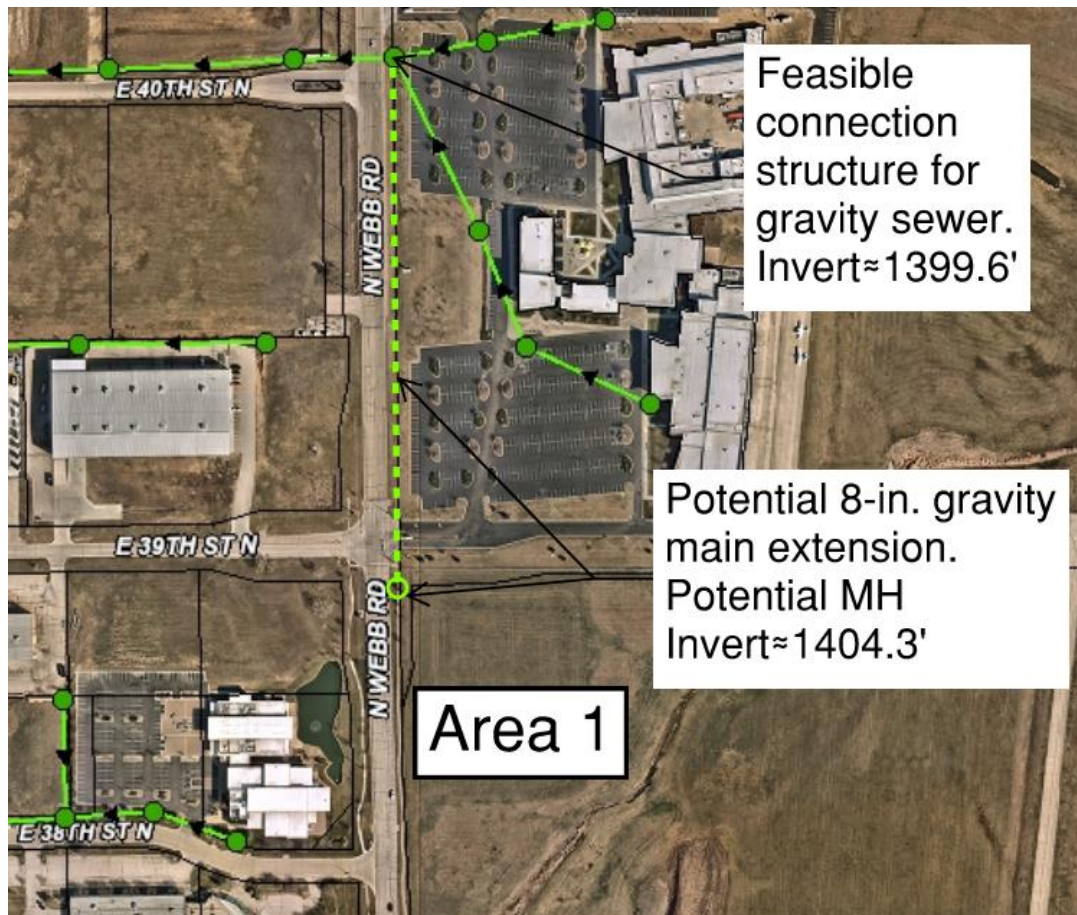 E 40TH ST N
Feasible
connection
structure for
gravity sewer.
Invert≈1399.6'
N WEBB RD
Potential 8-in. gravity
main extension.
Potential MH
Invert≈1404.3'
E 39TH ST N
N WEBB RD
Area 1
E 38TH ST N